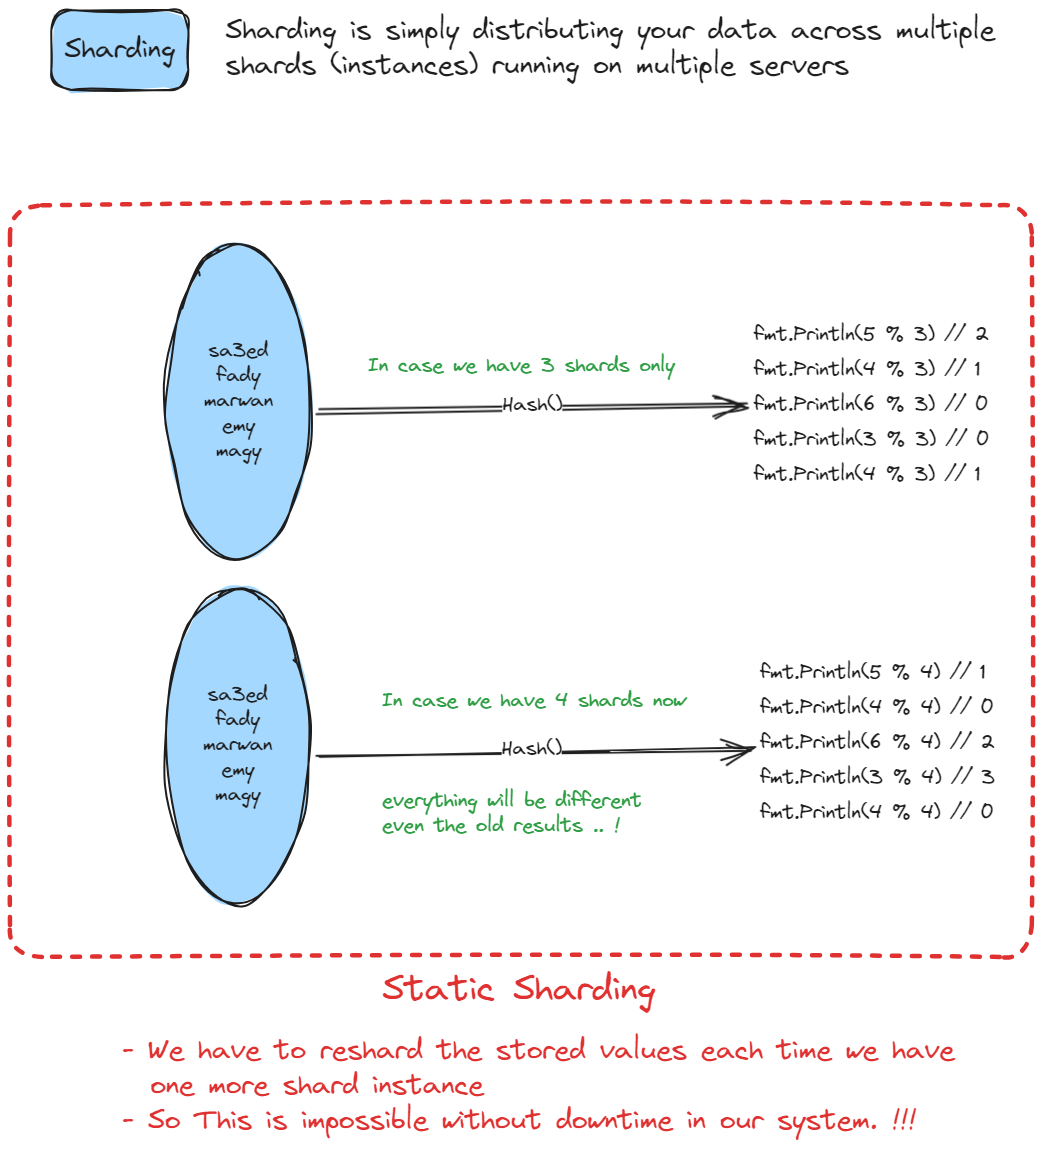 Sharding
Sharding is simply distributing your data across multiple
shards (instances) running on multiple servers
sa3ed
fady
marwan
emy
magy
In case we have 3 shards only
Hash()
fmt.Println(5 % 3) // 2
fmt.Println(4 % 3) // 1
fmt.Println(6 % 3) // 0
fmt.Println(3 % 3) // 0
fmt.Println(4 % 3) // 1
sa3ed
fady
marwan
emy
magy
In case we have 4 shards now
Hash()
everything will be different
even the old results .. !
fmt.Println(5 % 4) // 1
fmt.Println(4 % 4) // 0
fmt.Println(6 % 4) // 2
fmt.Println(3 % 4) // 3
fmt.Println(4 % 4) // 0
Static Sharding
- We have to reshard the stored values each time we have
one more shard instance
- So This is impossible without downtime in our system. !!!